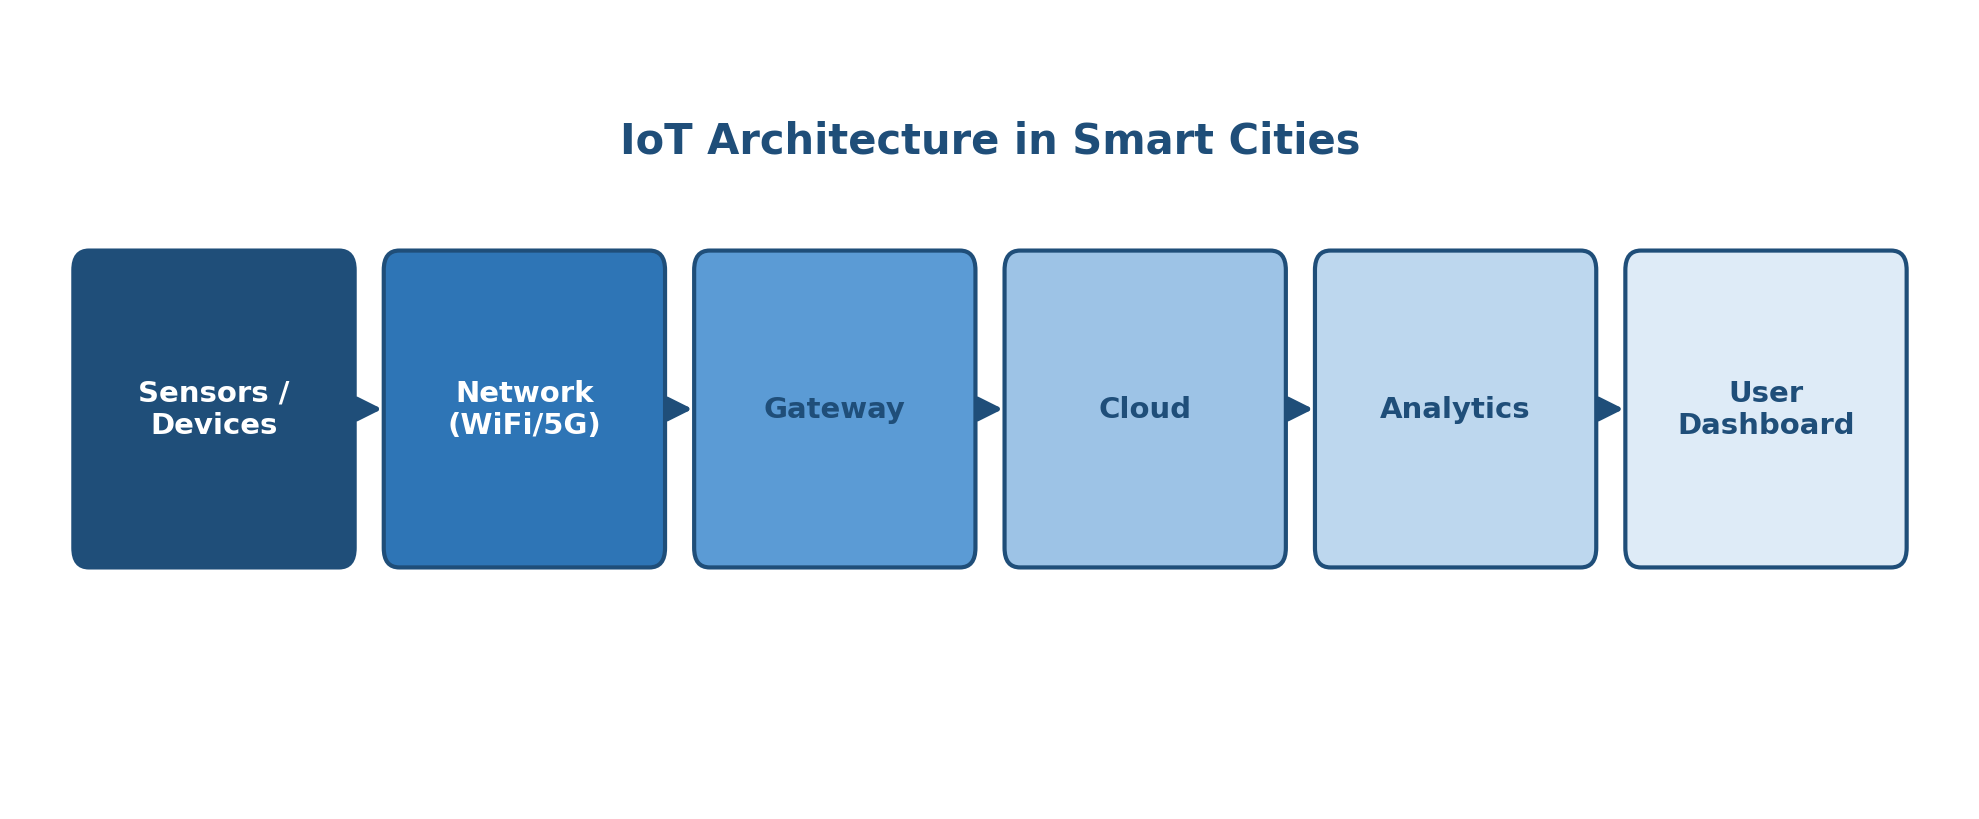 IoT Architecture in Smart Cities
Sensors /
Devices
Network
(WiFi/5G)
Gateway
Cloud
Analytics
User
Dashboard